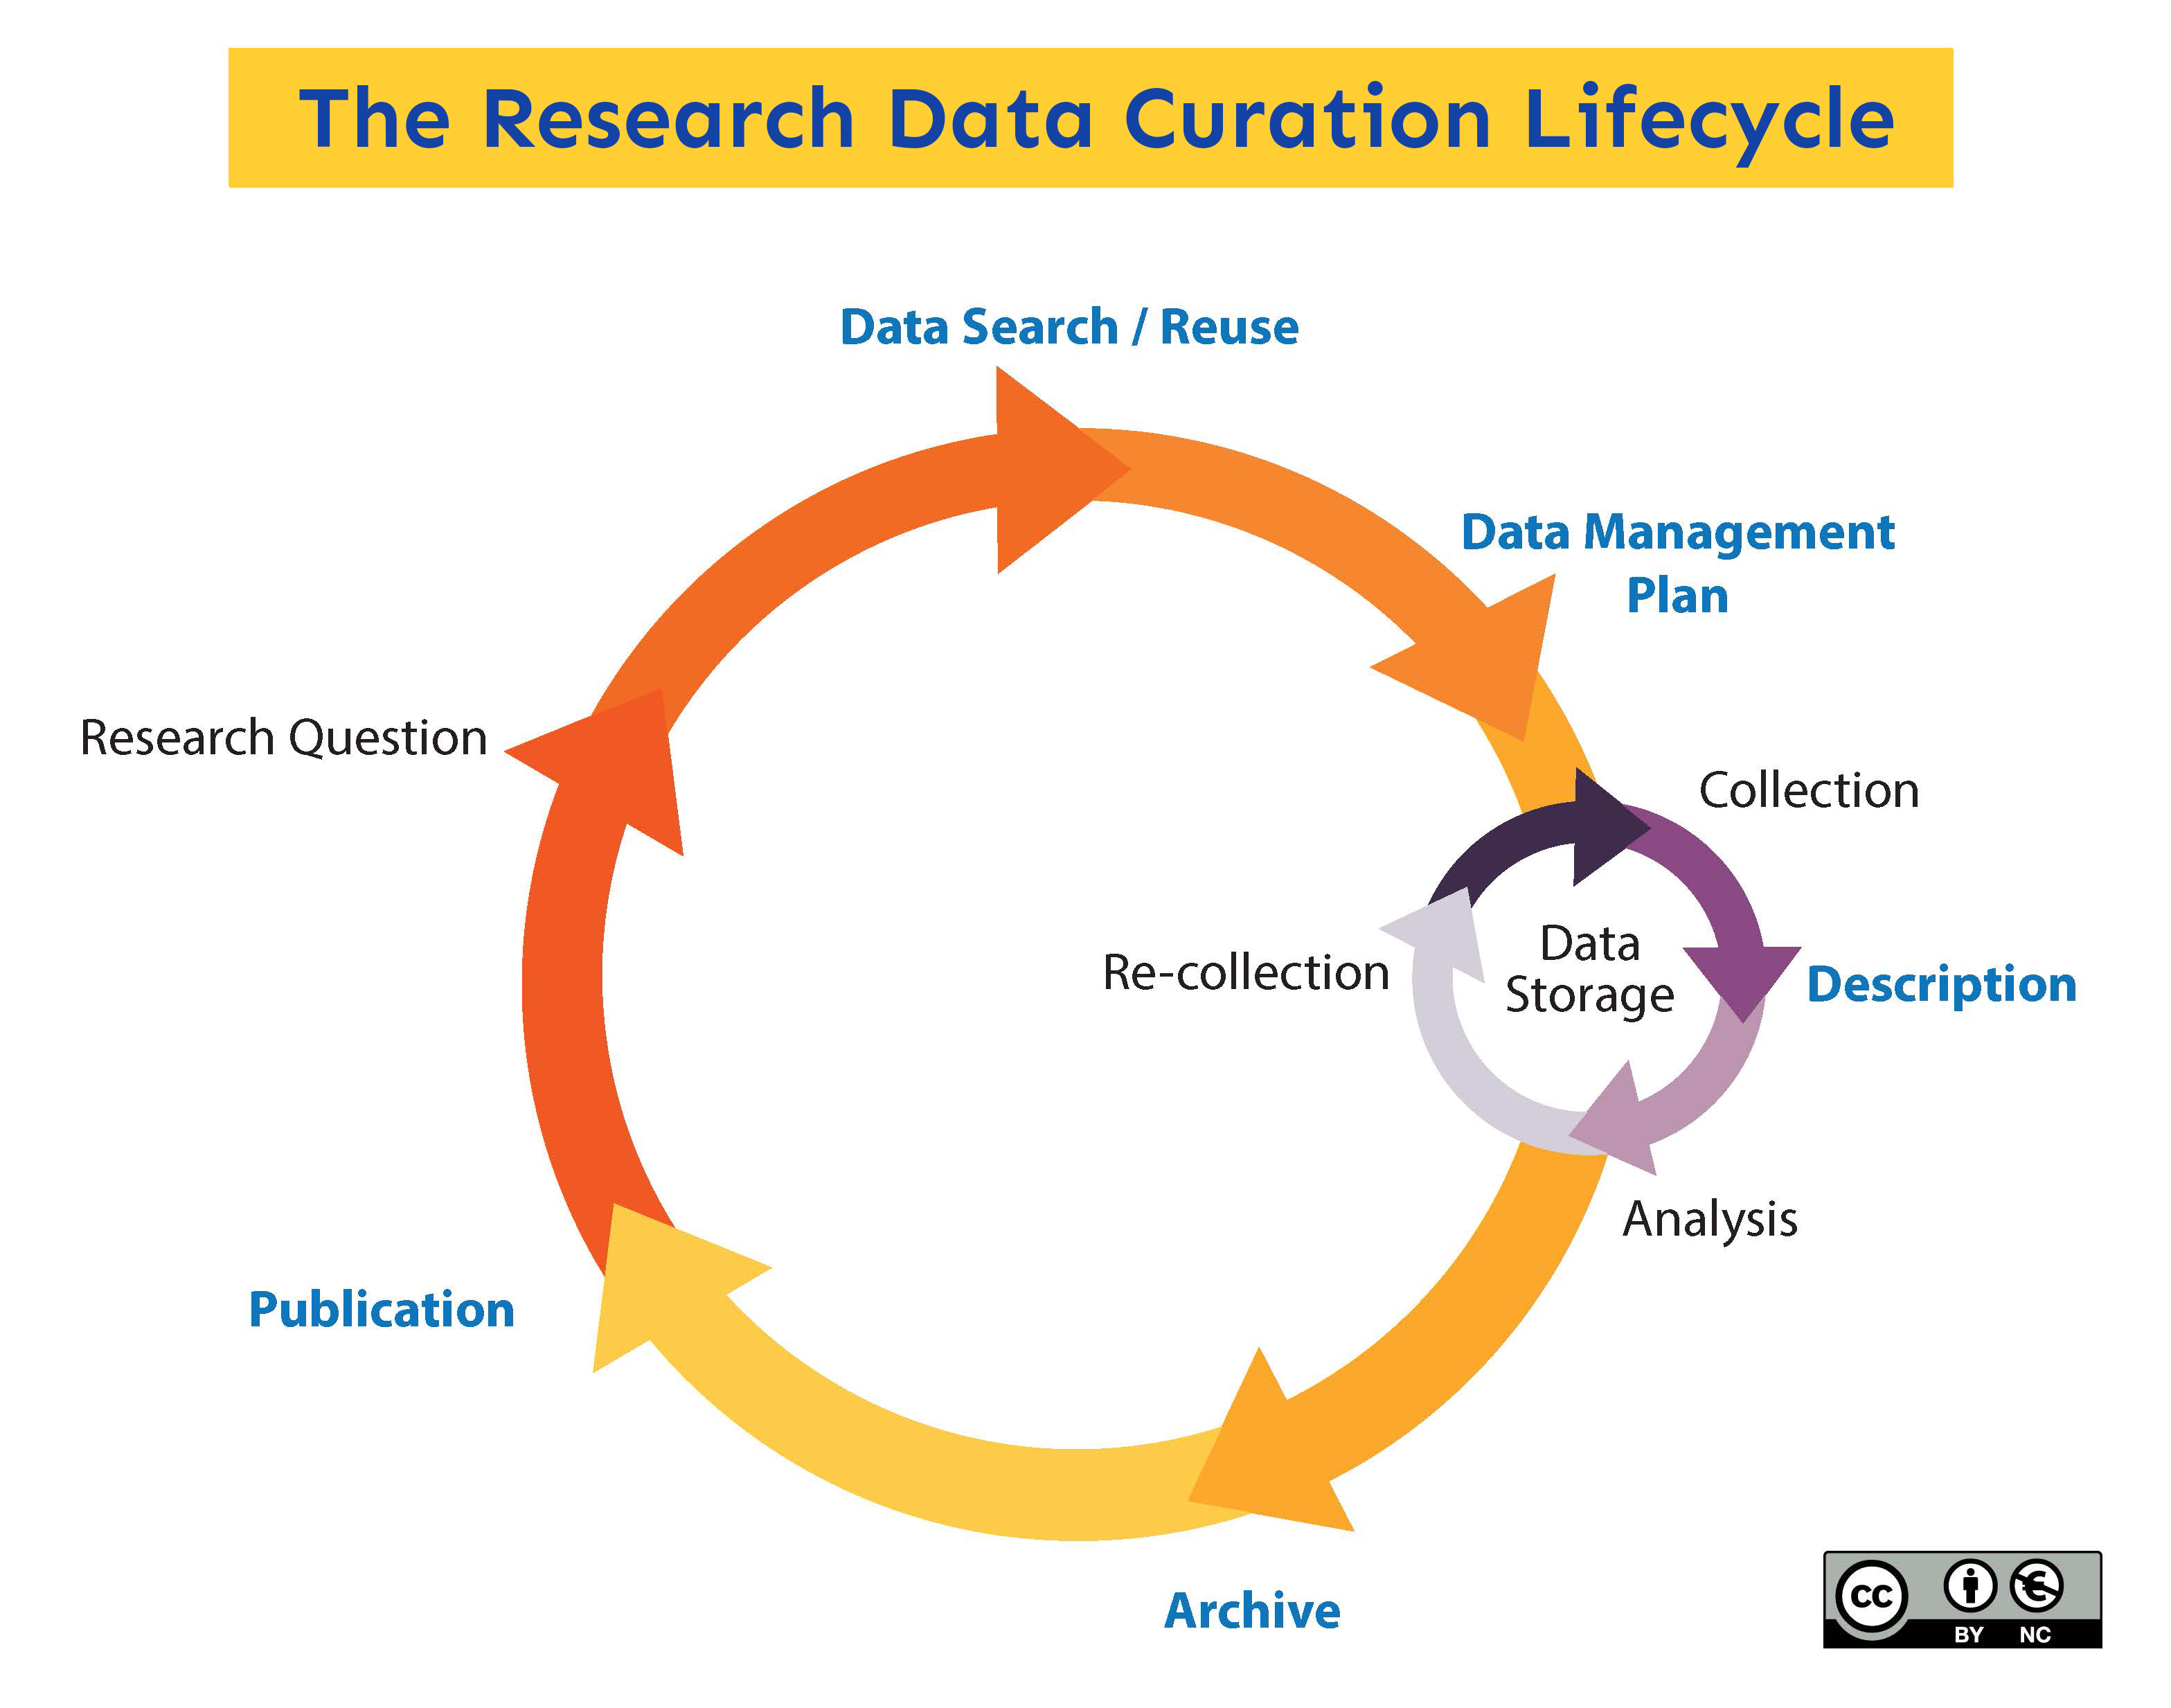 The Research Data Curation Lifecycle
Data Search / Reuse
Data Management
Plan
Research Question
Collection
Data
Storage
Re-collection
Description
Analysis
Publication
Archive
cc
BY NC